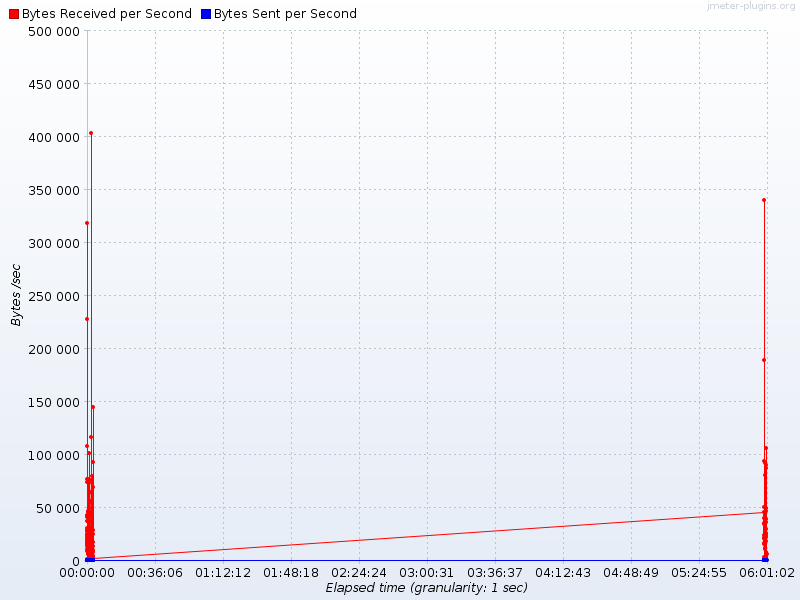 Bytes Received per Second Bytes Sent per Second
jmeter-plugins.org
500 000
450 000
400 000
350 000
300 000
250 000
200 000
150 000
100 000
50 000
0
Bytes /sec
00:00:00 00:36:06 01:12:12 01:48:18 02:24:24 03:00:31 03:36:37 04:12:43 04:48:49 05:24:55 06:01:02
Elapsed time (granularity: 1 sec)